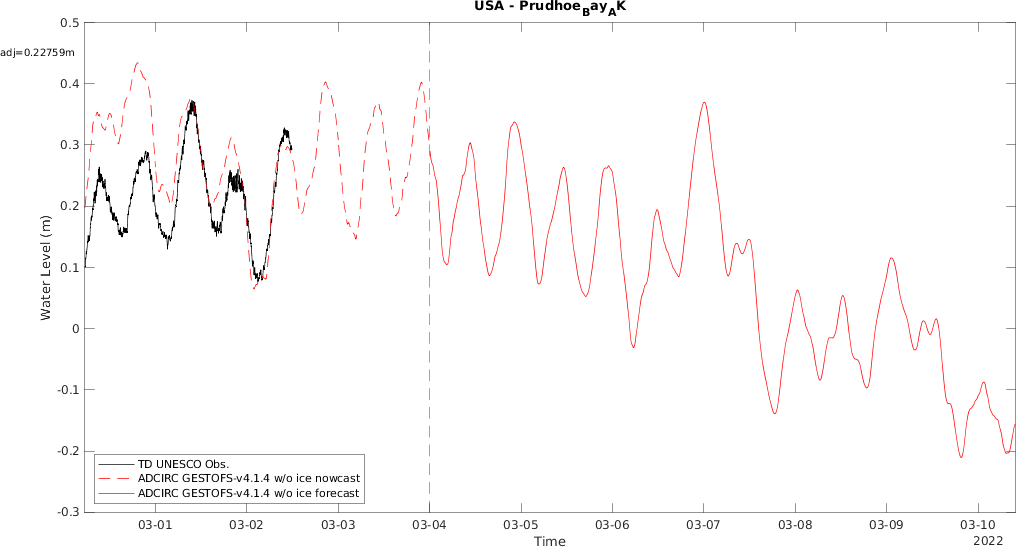 USA - Prudhoe_Bay_AK
adj=0.22759m
0.5
0.4
0.3
0.2
0.1
0
-0.1
-0.2
-0.3
Water Level (m)
TD UNESCO Obs.
ADCIRC GESTOFS-v4.1.4 w/o ice nowcast
ADCIRC GESTOFS-v4.1.4 w/o ice forecast
03-01 03-02 03-03 03-04 03-05 03-06 03-07 03-08 03-09 03-10
Time
2022